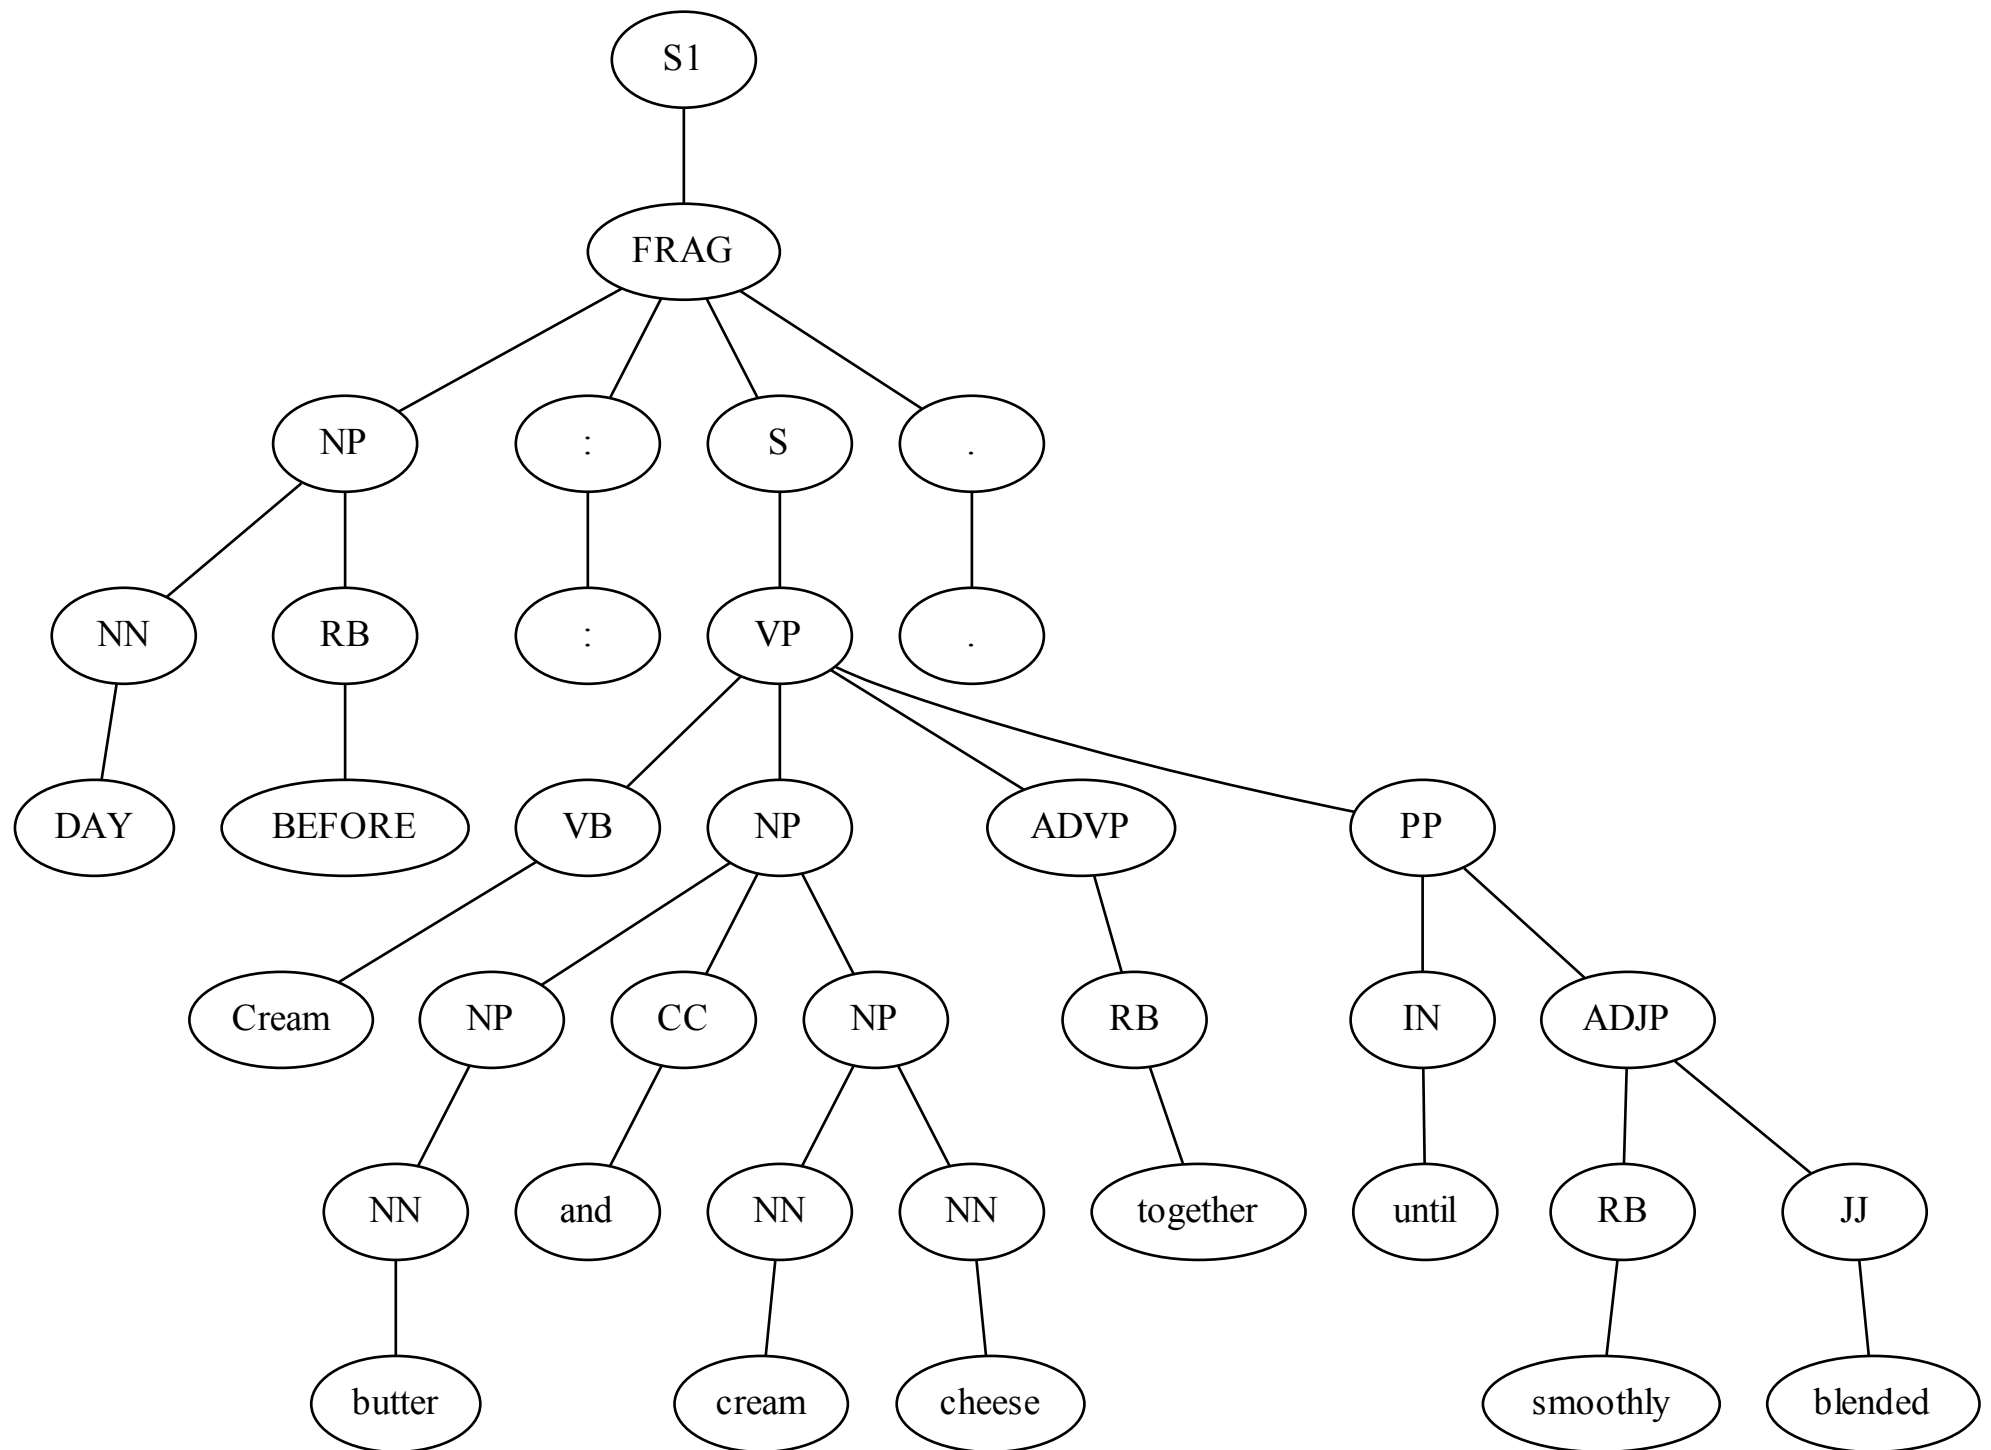 S1
FRAG
NP : S .
NN RB : VP .
DAY BEFORE VB NP ADVP PP
Cream NP CC NP RB IN ADJP
NN and NN NN together until RB JJ
butter cream cheese smoothly blended